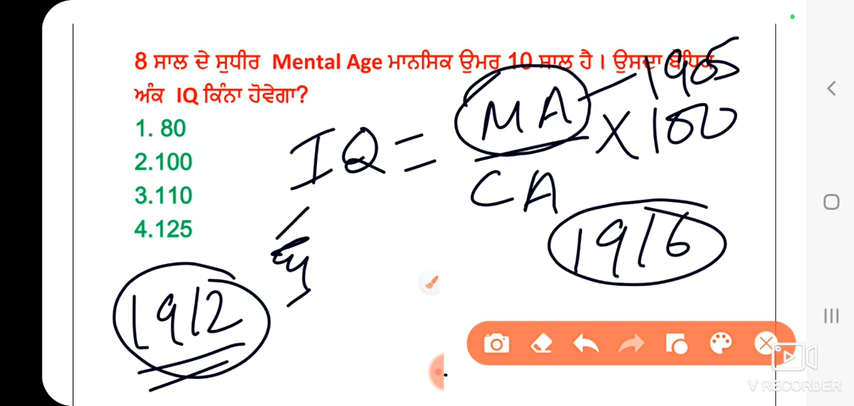 8 ਸਾਲ ਦੇ ਸੁਧੀਰ Mental Age ਮਾਨਸਿਕ ਉਮਰ 10 ਸਾਲ ਹੈ। ਉਸਦਾ ਬੌਧਿਕ
ਅੰਕ IQ ਕਿੰਨਾ ਹੋਵੇਗਾ?
1. 80
2.100
3.110
4.125
1905
IQ = MA X 100
CA
1916
1912
V RECORDER